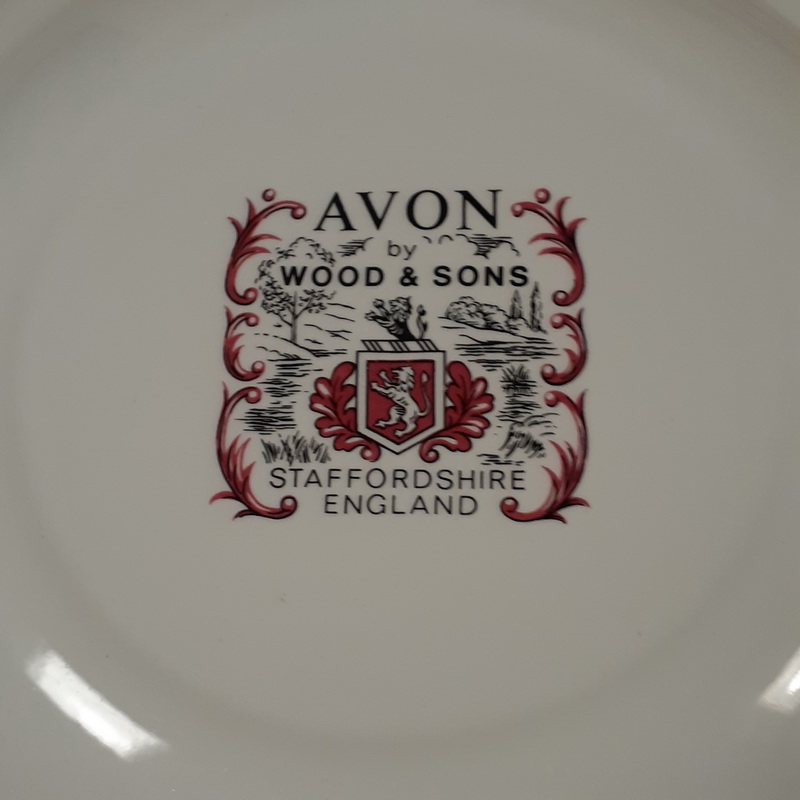 AVON
by
WOOD & SONS
STAFFORDSHIRE
ENGLAND